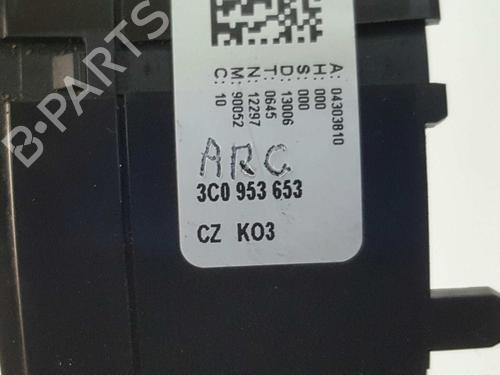 A: 04303810
H: 000
S: 000
D: 13006
T: 0645
N: 12297
M: 90052
C: 10
ARC
3C0 953 653
CZ KO3
B-PARTS